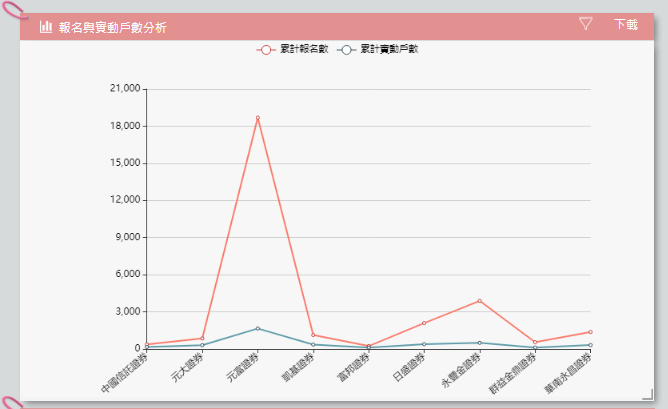 報名與實動戶數分析
下載
累計報名數 累計實動戶數
21,000
18,000
15,000
12,000
9,000
6,000
3,000
0
中國信託證券 元大證券 元富證券 凱基證券 富邦證券 日盛證券 永豐金證券 群益金鼎證券 華南永昌證券